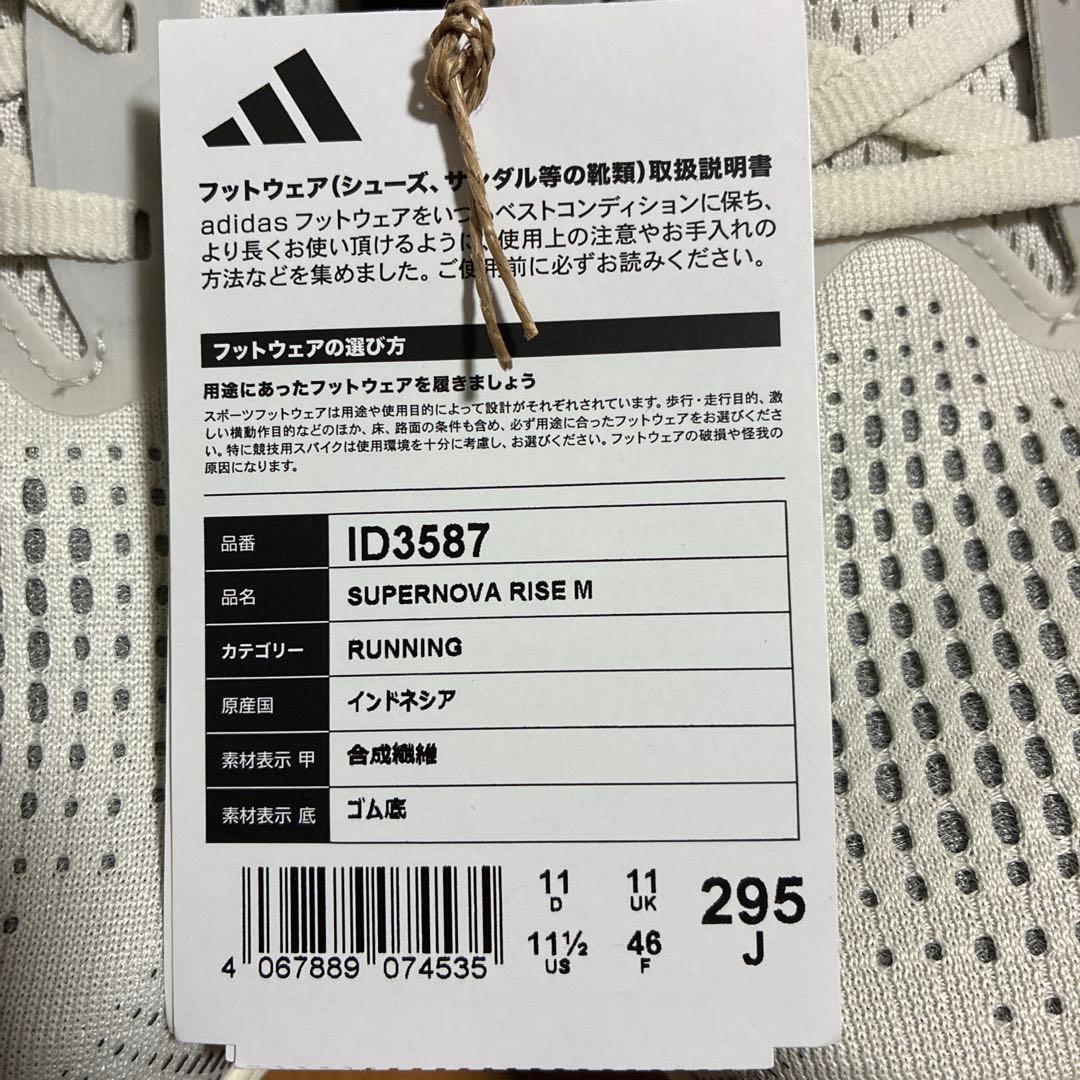 フットウェア(シューズ、サンダル等の靴類)取扱説明書
adidas フットウェアをいつもベストコンディションに保ち、
より長くお使い頂けるように、使用上の注意やお手入れの
方法などを集めました。ご使用前に必ずお読みください。
フットウェアの選び方
用途にあったフットウェアを履きましょう
スポーツフットウェアは用途や使用目的によって設計がそれぞれされています。歩行・走行目的、激
しい横動作目的などのほか、床、路面の条件も含め、必ず用途に合ったフットウェアをお選びくださ
い。特に競技用スパイクは使用環境を十分に考慮し、お選びください。フットウェアの破損や怪我の
原因になります。
品番 ID3587
品名 SUPERNOVA RISE M
カテゴリー RUNNING
原産国 インドネシア
素材表示 甲 合成繊維
素材表示 底 ゴム底
11 11 295
D UK J
11½ 46
US F
4 067889 074535